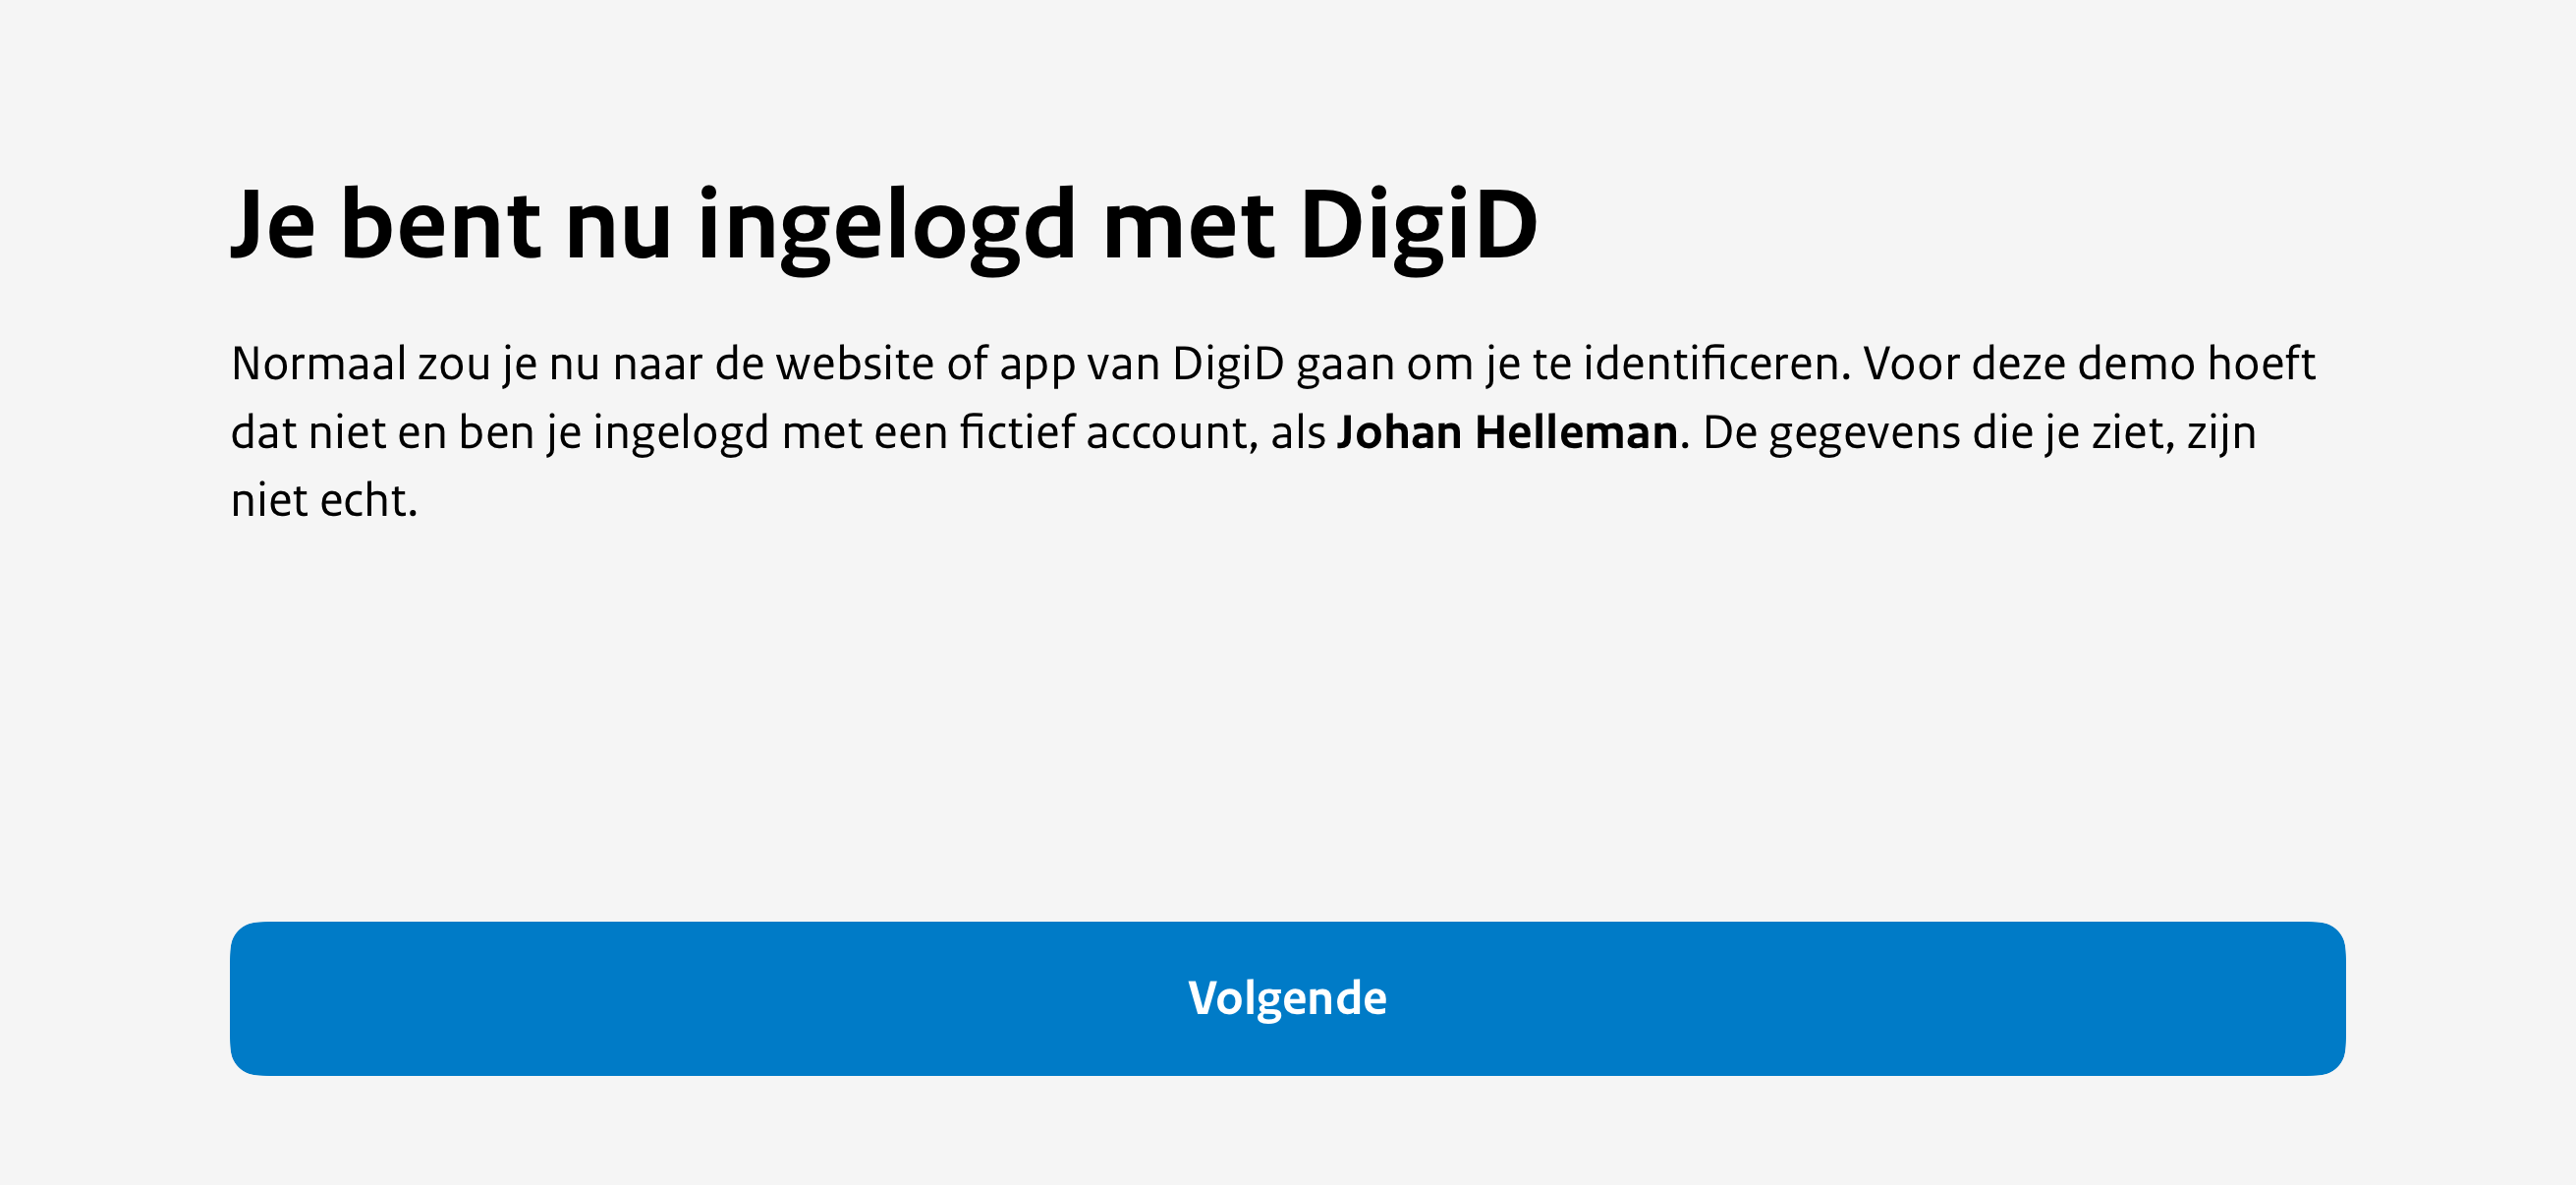 Je bent nu ingelogd met DigiD
Normaal zou je nu naar de website of app van DigiD gaan om je te identificeren. Voor deze demo hoeft
dat niet en ben je ingelogd met een fictief account, als Johan Helleman. De gegevens die je ziet, zijn
niet echt.
Volgende